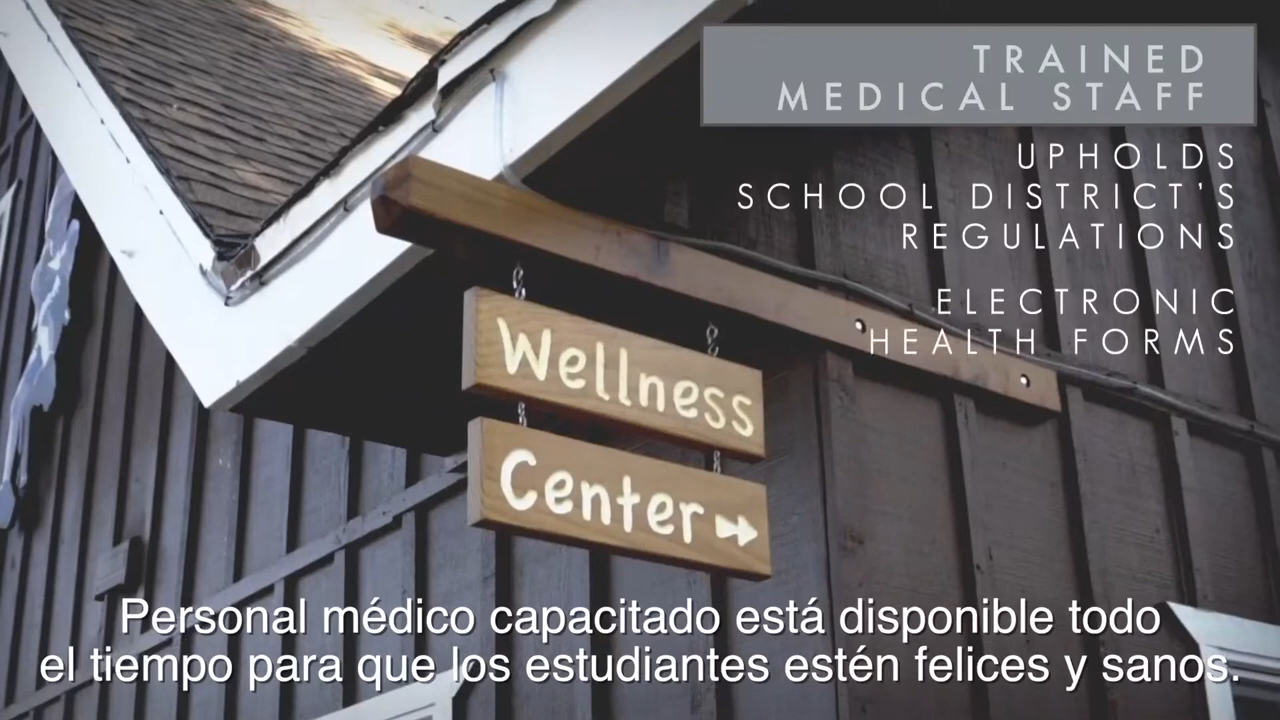 TRAINED
MEDICAL STAFF
UPHOLDS
SCHOOL DISTRICT'S
REGULATIONS
ELECTRONIC
HEALTH FORMS
Wellness
Center
Personal médico capacitado está disponible todo
el tiempo para que los estudiantes estén felices y sanos.